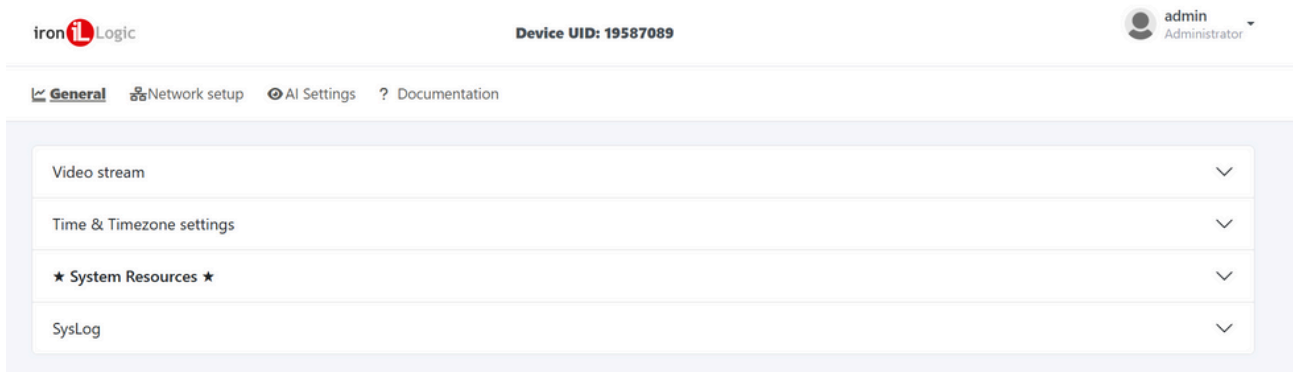 iron iL Logic
Device UID: 19587089
admin
Administrator
General Network setup AI Settings ? Documentation
Video stream
Time & Timezone settings
★ System Resources ★
SysLog